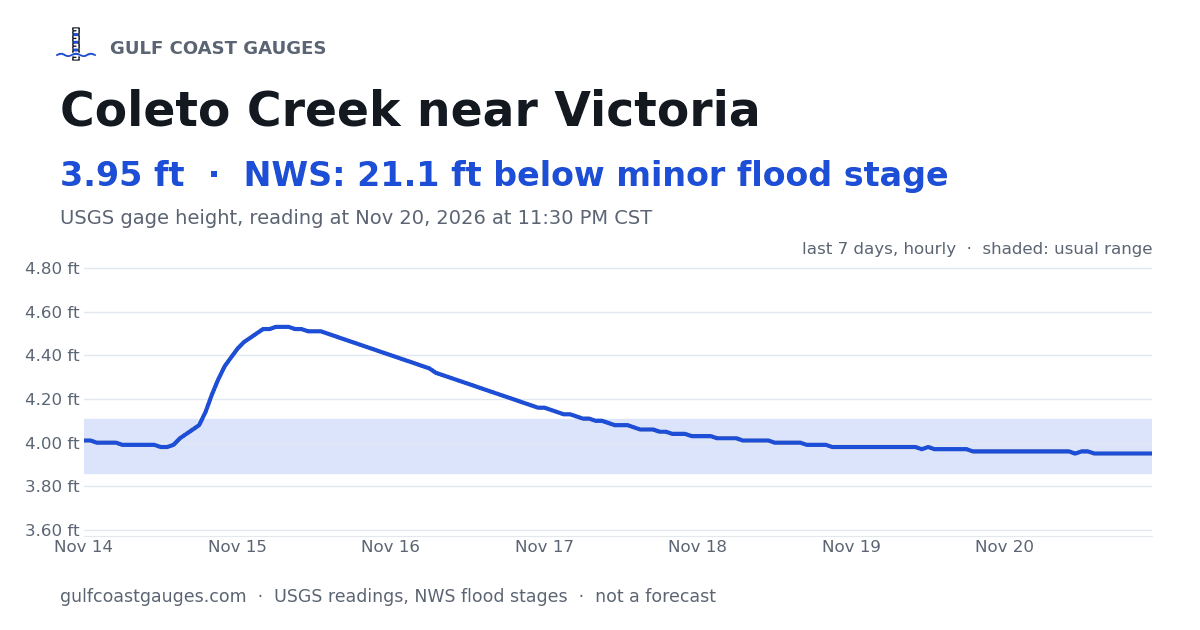 GULF COAST GAUGES
Coleto Creek near Victoria
3.95 ft · NWS: 21.1 ft below minor flood stage
USGS gage height, reading at Nov 20, 2026 at 11:30 PM CST
last 7 days, hourly · shaded: usual range
4.80 ft
4.60 ft
4.40 ft
4.20 ft
4.00 ft
3.80 ft
3.60 ft
Nov 14 Nov 15 Nov 16 Nov 17 Nov 18 Nov 19 Nov 20
gulfcoastgauges.com · USGS readings, NWS flood stages · not a forecast